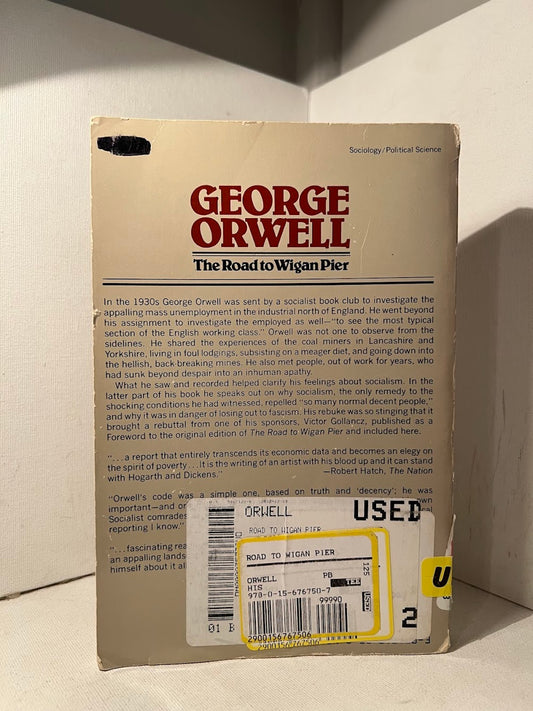 Sociology/Political Science
GEORGE
ORWELL
The Road to Wigan Pier
In the 1930s George Orwell was sent by a socialist book club to investigate the
appalling mass unemployment in the industrial north of England. He went beyond
his assignment to investigate the employed as well—"to see the most typical
section of the English working class." Orwell was not one to observe from the
sidelines. He shared the experiences of the coal miners in Lancashire and
Yorkshire, living in foul lodgings, subsisting on a meager diet, and going down into
the hellish, back-breaking mines. He also met people, out of work for years, who
had sunk beyond despair into an inhuman apathy.
What he saw and recorded helped clarify his feelings about socialism. In the
latter part of his book he speaks out on why socialism, the only remedy to the
shocking conditions he had witnessed, repelled "so many normal decent people,"
and why it was in danger of losing out to fascism. His rebuke was so stinging that it
brought a rebuttal from one of his sponsors, Victor Gollancz, published as a
Foreword to the original edition of The Road to Wigan Pier and included here.
"...a report that entirely transcends its economic data and becomes an elegy on
the spirit of poverty...It is the writing of an artist with his blood up and it can stand
with Hogarth and Dickens."
—Robert Hatch, The Nation
"Orwell's code was a simple one, based on truth and 'decency'; he was
important—and
Socialist comrades
reporting I know."
"...fascinating
an appalling
himself about it
ORWELL USED
ROAD TO WIGAN PIER
ROAD TO WIGAN PIER
ORWELL PB
HIS
978-0-15-676750-7
99990
125
2900156767506
2900156767506
01
2
U